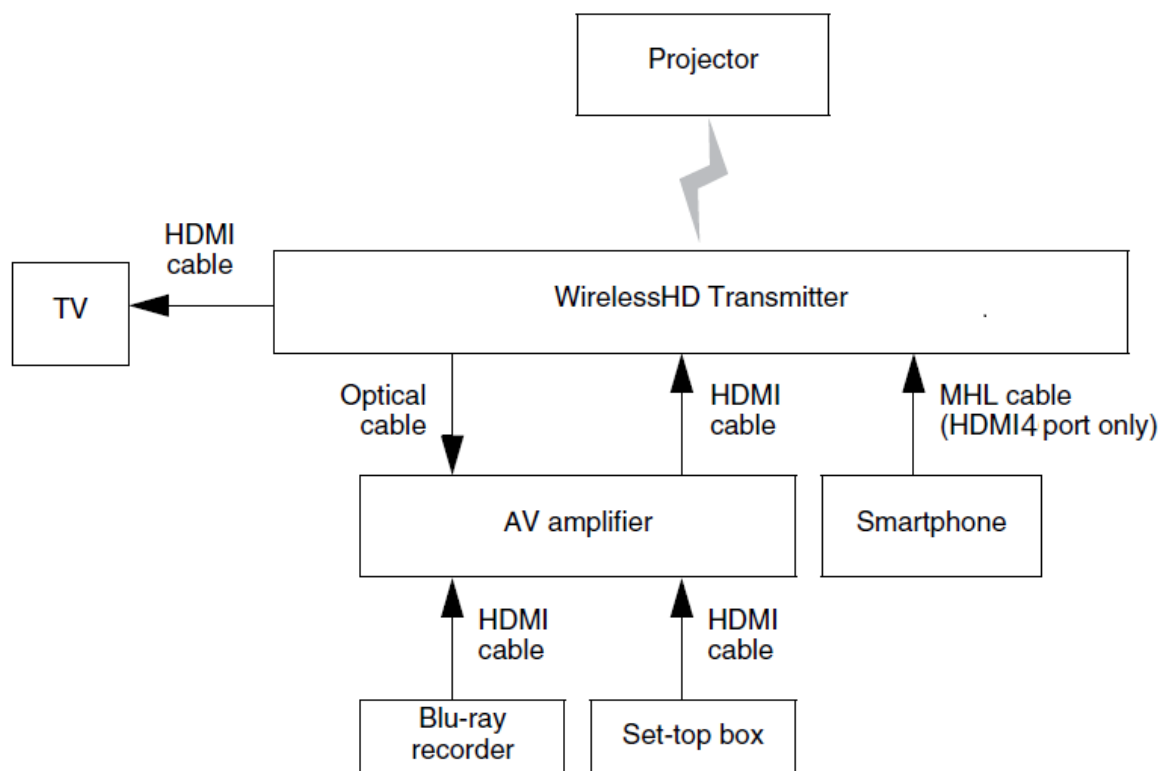 Projector
HDMI
cable
TV
WirelessHD Transmitter
.
Optical
cable
HDMI
cable
MHL cable
(HDMI4 port only)
AV amplifier
Smartphone
HDMI
cable
HDMI
cable
Blu-ray
recorder
Set-top box